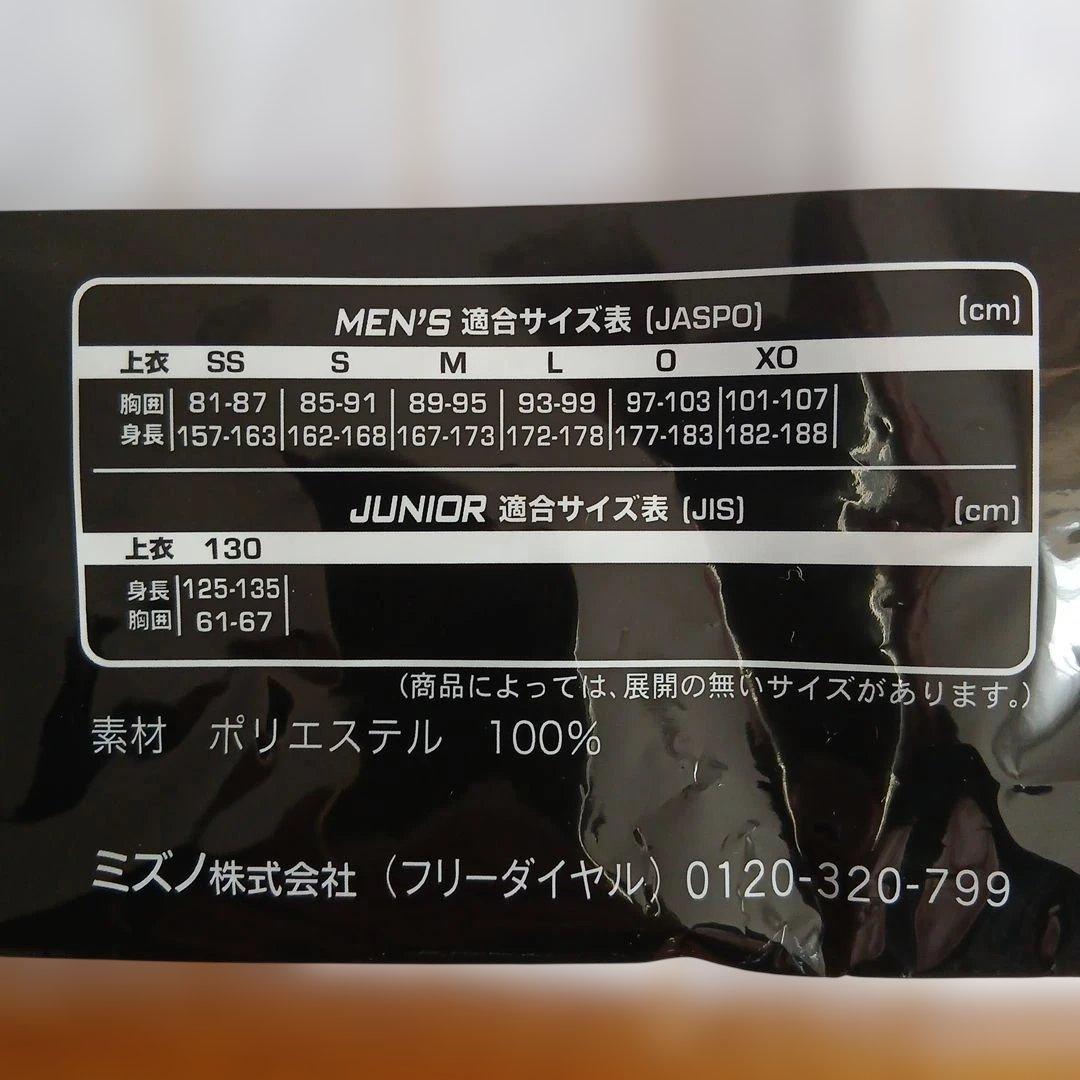 MEN'S 適合サイズ表 (JASPO) (cm)
上衣 SS S M L O XO
胸囲 81-87 85-91 89-95 93-99 97-103 101-107
身長 157-163 162-168 167-173 172-178 177-183 182-188
JUNIOR 適合サイズ表 (JIS) (cm)
上衣 130
身長 125-135
胸囲 61-67
(商品によっては、展開の無いサイズがあります。)
素材 ポリエステル 100%
ミズノ株式会社 (フリーダイヤル) 0120-320-799